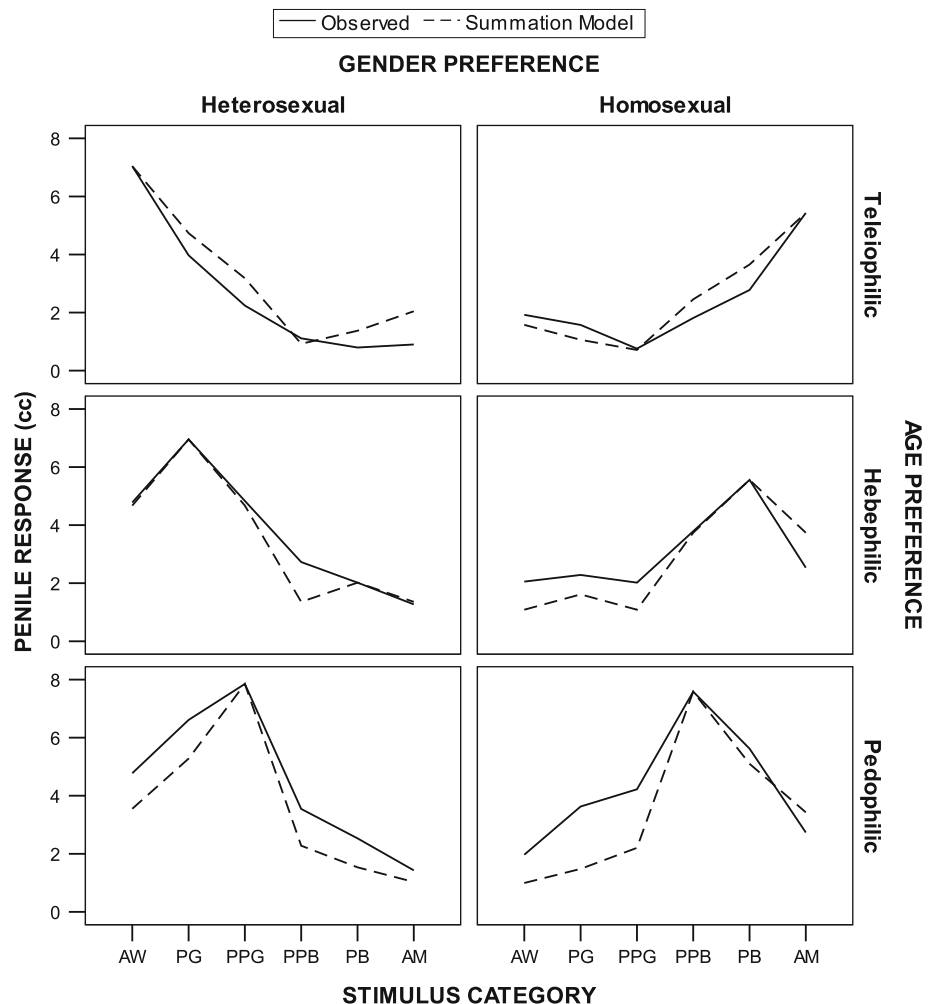 Observed Summation Model
GENDER PREFERENCE
Heterosexual Homosexual
8
6
4
2
0
Teleiophilic
8
6
4
2
0
Hebephilic
8
6
4
2
0
Pedophilic
PENILE RESPONSE (cc)
AGE PREFERENCE
AW PG PPG PPB PB AM AW PG PPG PPB PB AM
STIMULUS CATEGORY